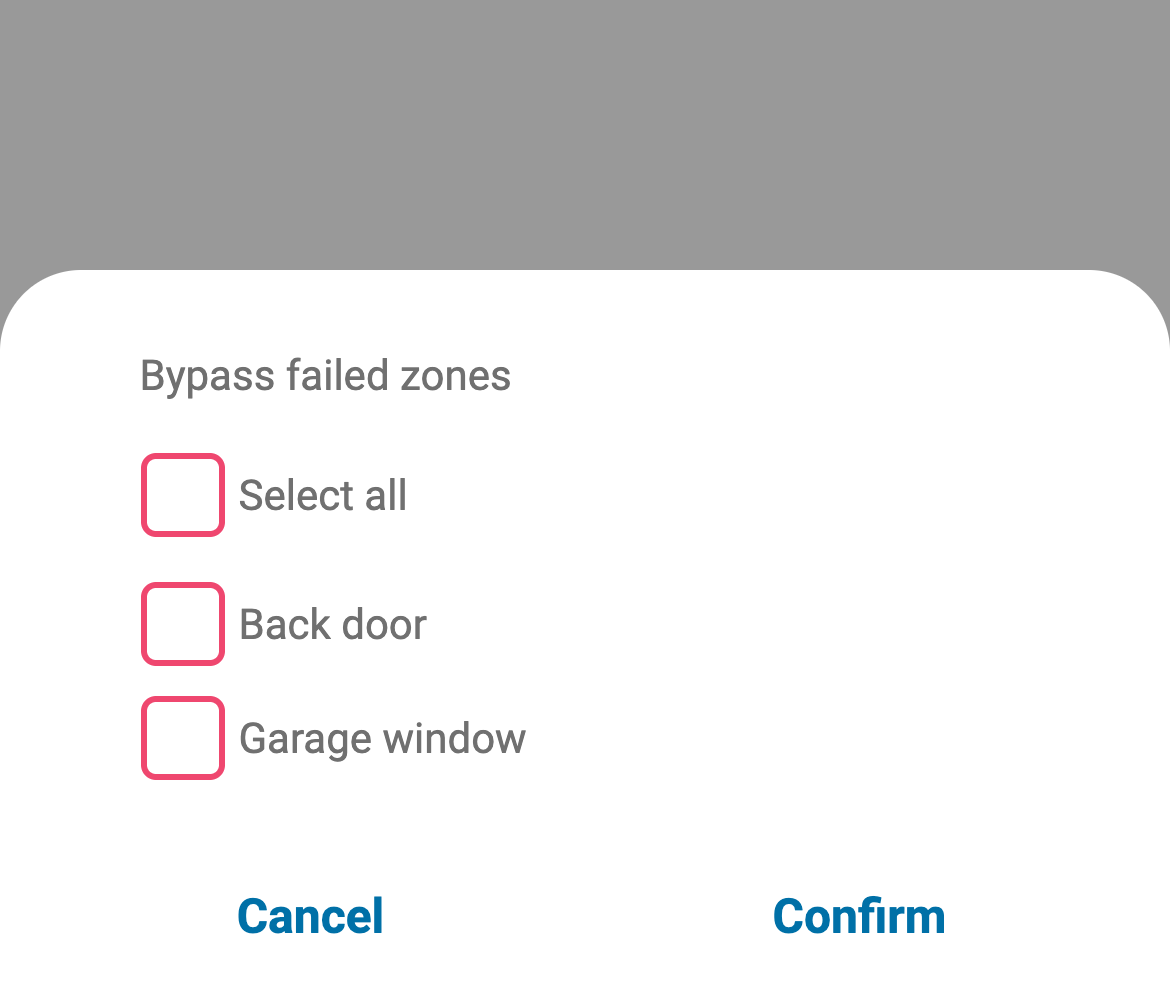 Bypass failed zones
Select all
Back door
Garage window
Cancel
Confirm